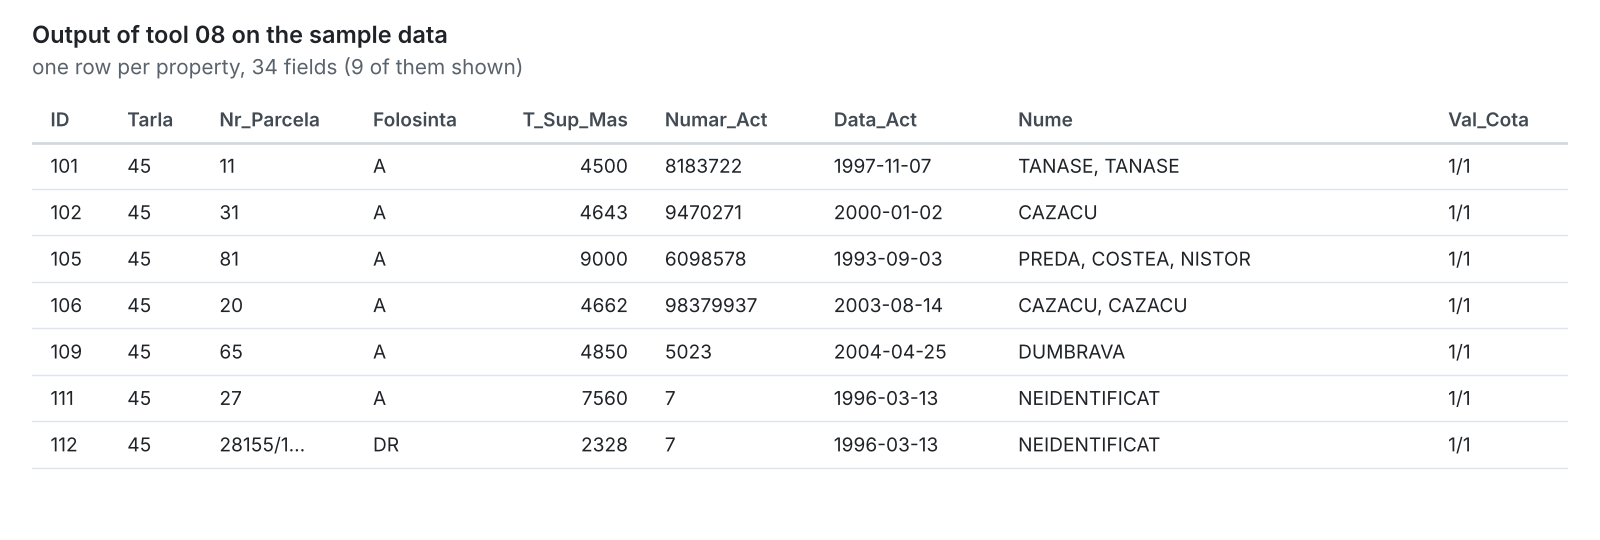 Output of tool 08 on the sample data
one row per property, 34 fields (9 of them shown)
ID Tarla Nr_Parcela Folosinta T_Sup_Mas Numar_Act Data_Act Nume Val_Cota
101 45 11 A 4500 8183722 1997-11-07 TANASE, TANASE 1/1
102 45 31 A 4643 9470271 2000-01-02 CAZACU 1/1
105 45 81 A 9000 6098578 1993-09-03 PREDA, COSTEA, NISTOR 1/1
106 45 20 A 4662 98379937 2003-08-14 CAZACU, CAZACU 1/1
109 45 65 A 4850 5023 2004-04-25 DUMBRAVA 1/1
111 45 27 A 7560 7 1996-03-13 NEIDENTIFICAT 1/1
112 45 28155/1... DR 2328 7 1996-03-13 NEIDENTIFICAT 1/1